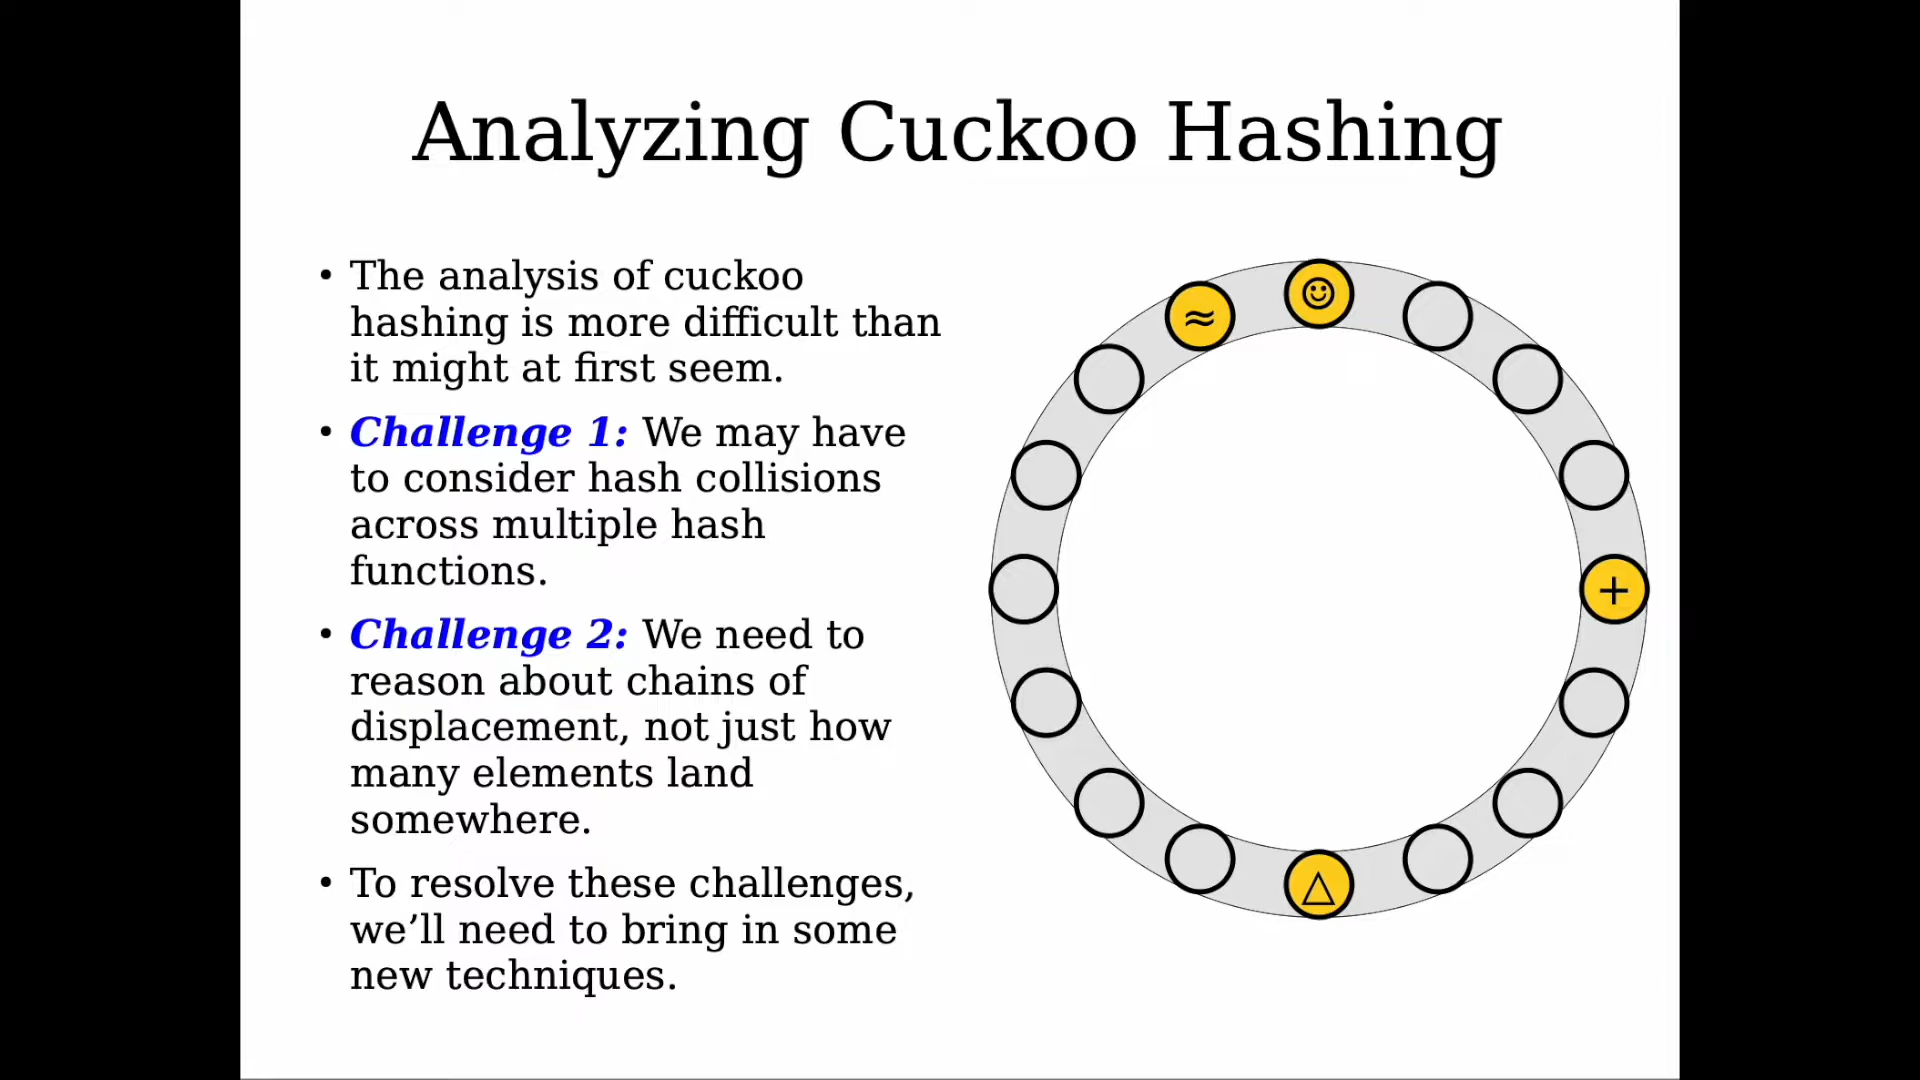 Analyzing Cuckoo Hashing
• The analysis of cuckoo
hashing is more difficult than
it might at first seem.
• Challenge 1: We may have
to consider hash collisions
across multiple hash
functions.
• Challenge 2: We need to
reason about chains of
displacement, not just how
many elements land
somewhere.
• To resolve these challenges,
we’ll need to bring in some
new techniques.
≈
☺
+
△